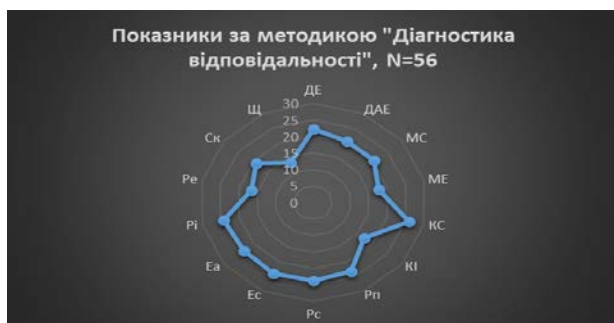 Показники за методикою "Діагностика
відповідальності", N=56
ДЕ
ДАЕ
МС
МЕ
КС
КІ
Рп
Рс
Ес
Еа
Рі
Ре
Ск
Щ
30
25
20
15
10
5
0